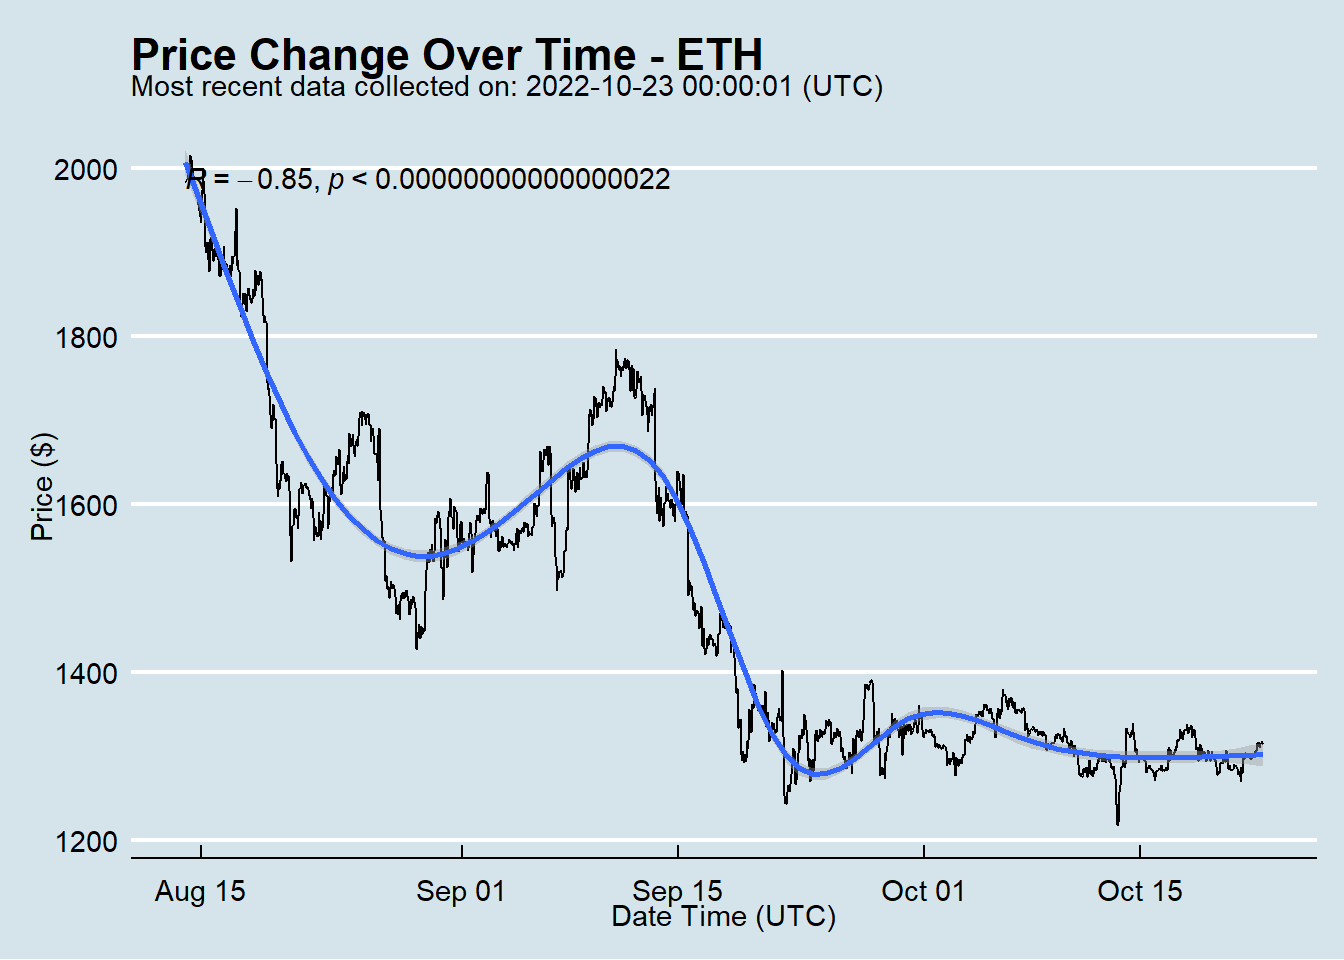 Price Change Over Time - ETH
Most recent data collected on: 2022-10-23 00:00:01 (UTC)
R = −0.85, p < 0.00000000000000022
2000
1800
1600
1400
1200
Price ($)
Aug 15 Sep 01 Sep 15 Oct 01 Oct 15
Date Time (UTC)